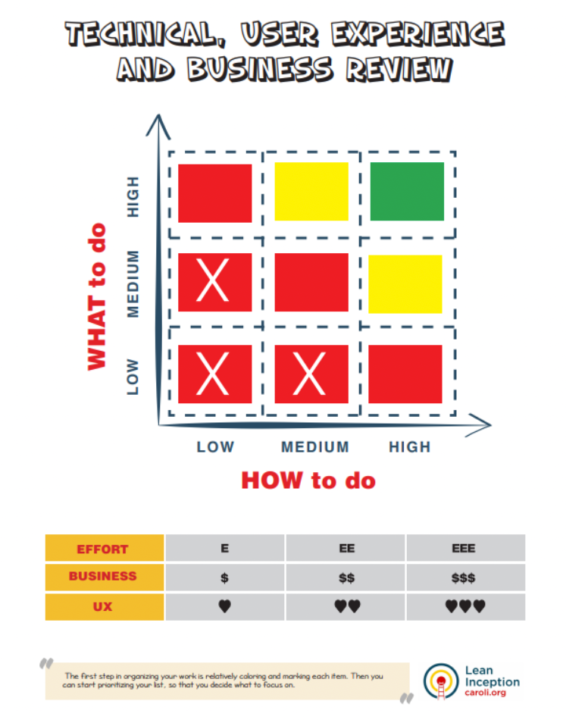 TECHNICAL, USER EXPERIENCE
AND BUSINESS REVIEW
WHAT to do
HIGH
MEDIUM
LOW
X
X
X
LOW MEDIUM HIGH
HOW to do
EFFORT E EE EEE
BUSINESS $ $$ $$$
UX ♥ ♥♥ ♥♥♥
"
The first step in organizing your work is relatively coloring and marking each item. Then you
can start prioritizing your list, so that you decide what to focus on.
"
Lean
Inception
caroli.org